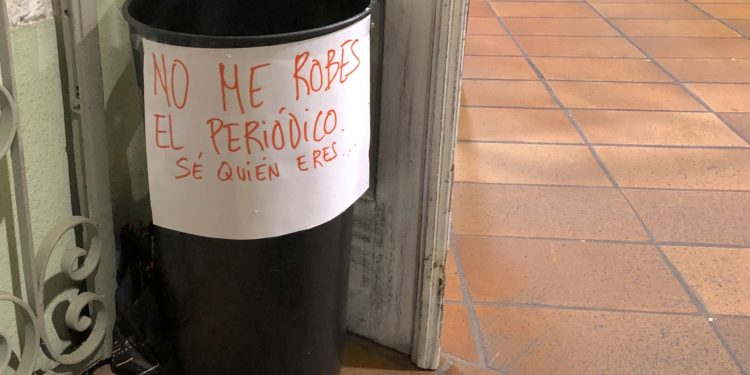 NO ME ROBES
EL PERIÓDICO.
SÉ QUIÉN ERES...